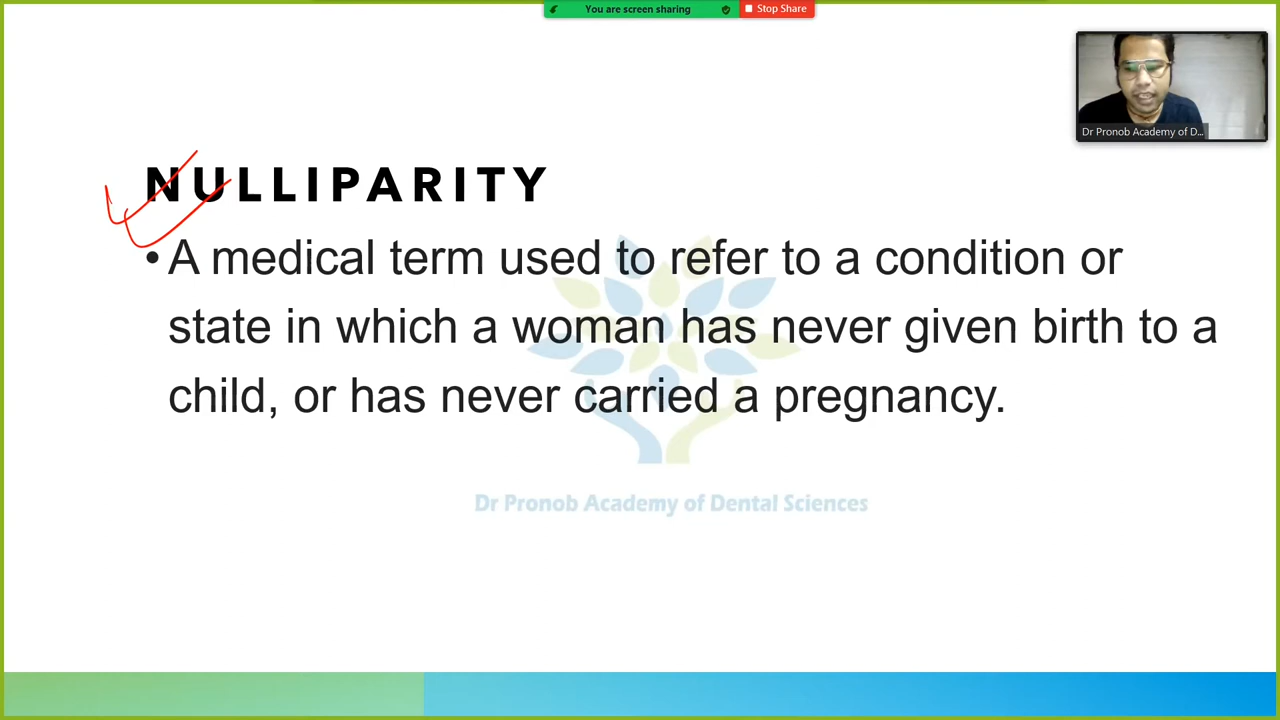 You are screen sharing
Stop Share
Dr Pronob Academy of D...
NULLIPARITY
• A medical term used to refer to a condition or
state in which a woman has never given birth to a
child, or has never carried a pregnancy.
Dr Pronob Academy of Dental Sciences